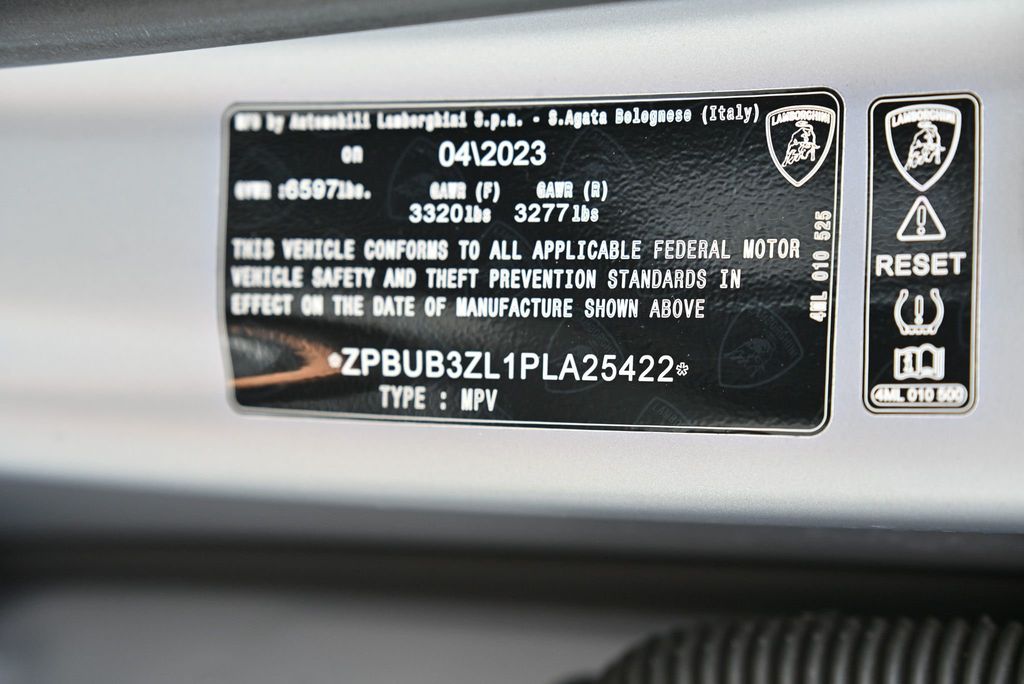 MFD by Automobili Lamborghini S.p.a. - S.Agata Bolognese (Italy)
on 04\2023
GVWR :6597lbs. GAWR (F) GAWR (R)
3320lbs 3277lbs
THIS VEHICLE CONFORMS TO ALL APPLICABLE FEDERAL MOTOR
VEHICLE SAFETY AND THEFT PREVENTION STANDARDS IN
EFFECT ON THE DATE OF MANUFACTURE SHOWN ABOVE
*ZPBUB3ZL1PLA25422*
TYPE : MPV
LAMBORGHINI
4ML 010 525
LAMBORGHINI
RESET
4ML 010 500